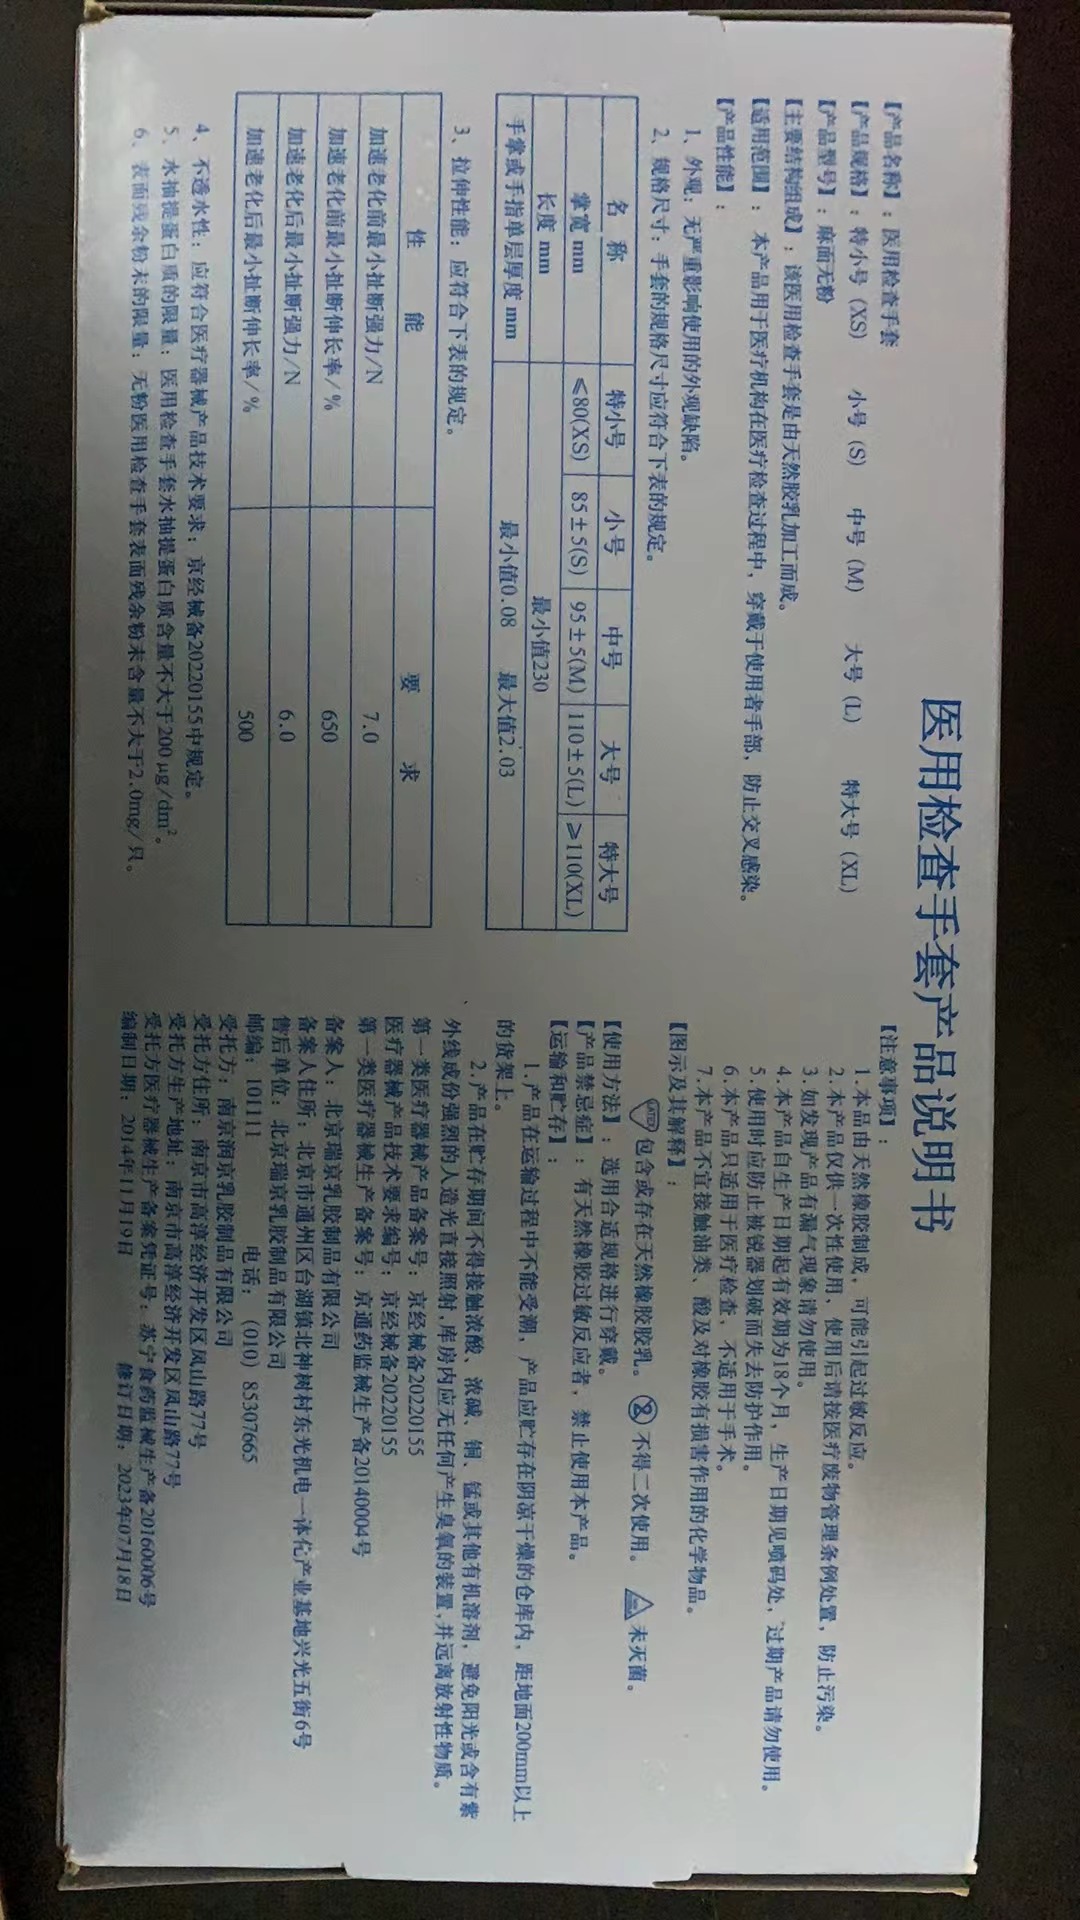 医用检查手套产品说明书
【产品名称】：医用检查手套
【产品规格】：特小号（XS） 小号（S） 中号（M） 大号（L） 特大号（XL）
【产品型号】：麻面无粉
【主要结构组成】：该医用检查手套是由天然胶乳加工而成。
【适用范围】：本产品用于医疗机构在医疗检查过程中，穿戴于使用者手部，防止交叉感染。
【产品性能】：
1、外观：无严重影响使用的外观缺陷。
2、规格尺寸：手套的规格尺寸应符合下表的规定。
名 称 特小号 小号 中号 大号 特大号
掌宽 mm ≤80(XS) 85±5(S) 95±5(M) 110±5(L) ≥110(XL)
长度 mm 最小值230
手掌或手指单层厚度 mm 最小值0.08 最大值2.03
3、拉伸性能：应符合下表的规定。
性 能 要 求
加速老化前最小扯断强力/N 7.0
加速老化前最小扯断伸长率/% 650
加速老化后最小扯断强力/N 6.0
加速老化后最小扯断伸长率/% 500
4、不透水性：应符合医疗器械产品技术要求：京经械备20220155中规定。
5、水抽提蛋白质的限量：医用检查手套水抽提蛋白质含量不大于200μg/dm²。
6、表面残余粉末的限量：无粉医用检查手套表面残余粉末含量不大于2.0mg/只。
【注意事项】：
1.本品由天然橡胶制成，可能引起过敏反应。
2.本产品仅供一次性使用，使用后请按医疗废物管理条例处置，防止污染。
3.如发现产品有漏气现象请勿使用。
4.本产品自生产日期起有效期为18个月，生产日期见喷码处，过期产品请勿使用。
5.使用时应防止被锐器划破而失去防护作用。
6.本产品只适用于医疗检查，不适用于手术。
7.本产品不宜接触油类、酸及对橡胶有损害作用的化学物品。
【图示及其解释】：
LATEX 包含或存在天然橡胶胶乳。 2 不得二次使用。 未灭菌。
【使用方法】：选用合适规格进行穿戴。
【产品禁忌症】：有天然橡胶过敏反应者，禁止使用本产品。
【运输和贮存】：
1.产品在运输过程中不能受潮，产品应贮存在阴凉干燥的仓库内，距地面200mm以上
的货架上。
2.产品在贮存期间不得接触浓酸、浓碱、铜、锰或其他有机溶剂，避免阳光或含有紫
外线成份强烈的人造光直接照射,库房内应无任何产生臭氧的装置,并远离放射性物质。
第一类医疗器械产品备案号：京经械备20220155
医疗器械产品技术要求编号：京经械备20220155
第一类医疗器械生产备案号：京通药监械生产备20140004号
备案人：北京瑞京乳胶制品有限公司
备案人住所：北京市通州区台湖镇北神树村东光机电一体化产业基地兴光五街6号
售后单位：北京瑞京乳胶制品有限公司
邮编：101111 电话：（010）85307665
受托方：南京润京乳胶制品有限公司
受托方住所：南京市高淳经济开发区凤山路77号
受托方生产地址：南京市高淳经济开发区凤山路77号
受托方医疗器械生产备案凭证号：苏宁食药监械生产备20160006号
编制日期：2014年11月19日 修订日期：2023年07月18日